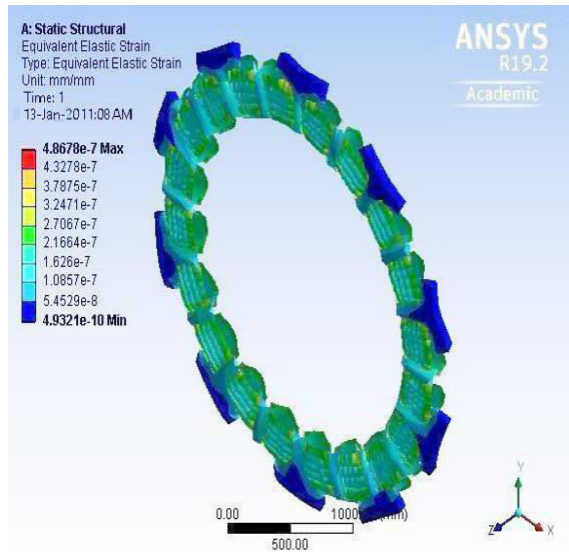 A: Static Structural
Equivalent Elastic Strain
Type: Equivalent Elastic Strain
Unit: mm/mm
Time: 1
13-Jan-2011:08 AM
4.8678e-7 Max
4.3278e-7
3.7875e-7
3.2471e-7
2.7067e-7
2.1664e-7
1.626e-7
1.0857e-7
5.4529e-8
4.9321e-10 Min
ANSYS
R19.2
Academic
0.00
500.00
Y
Z
X